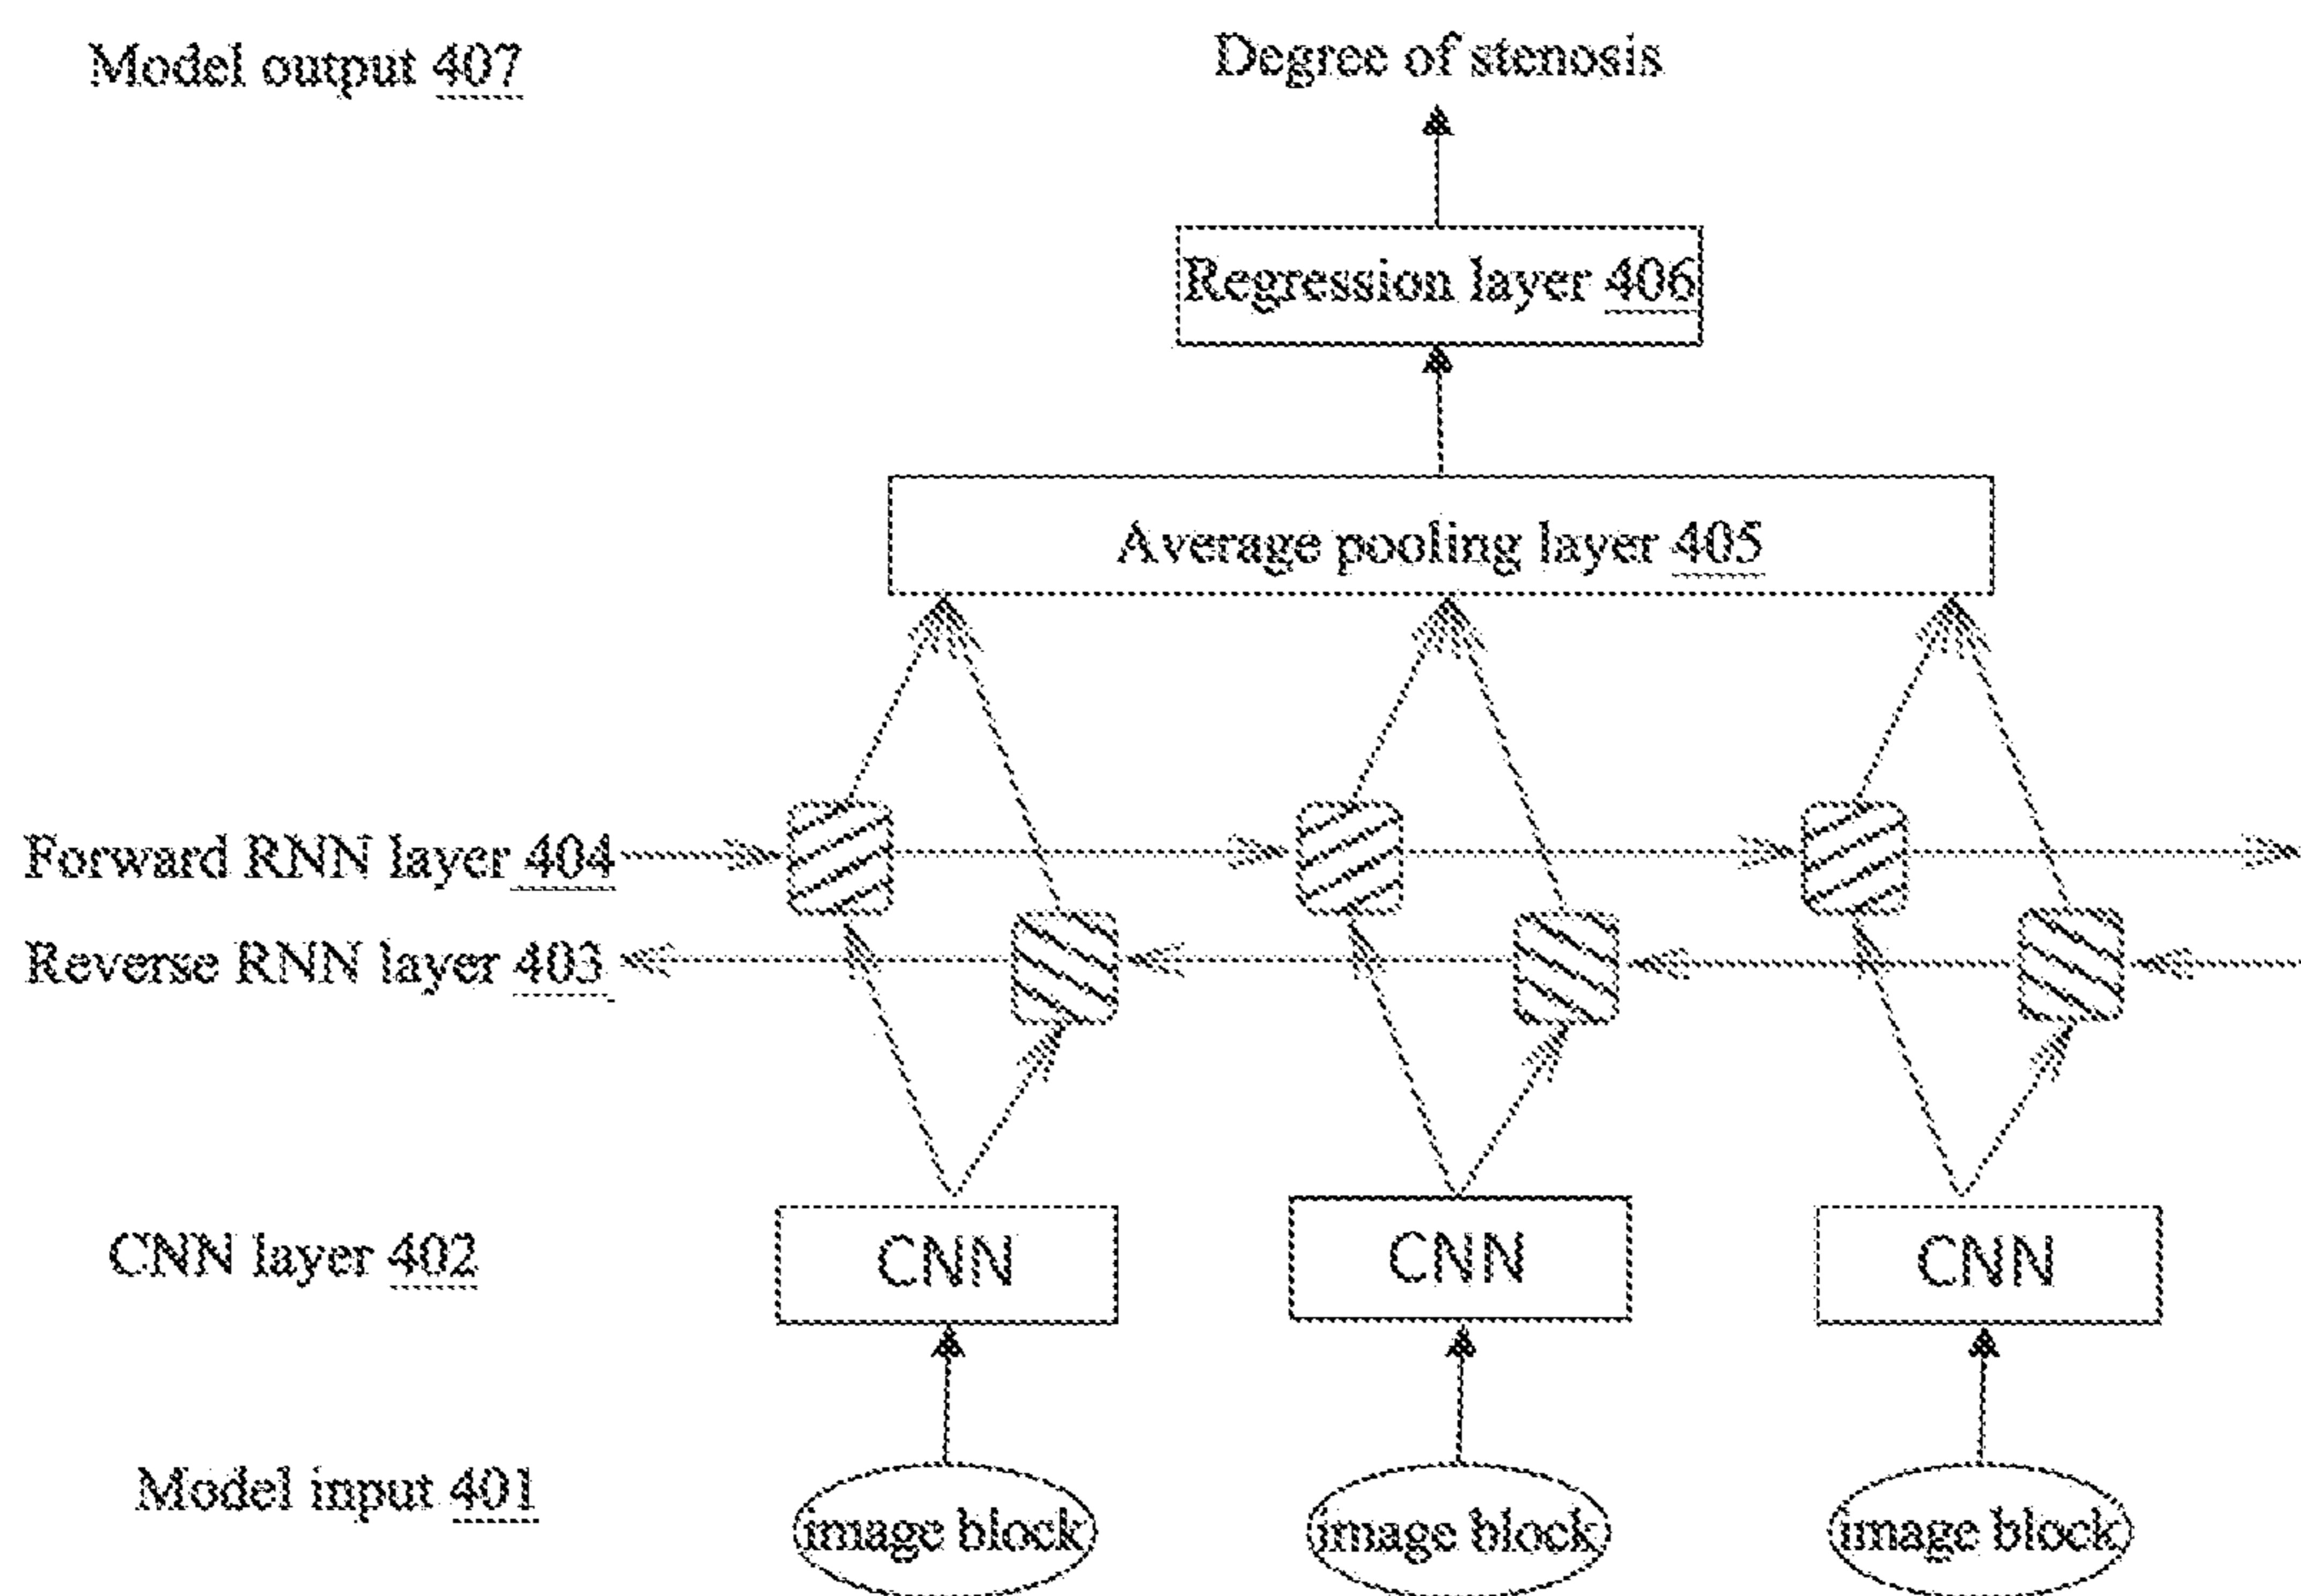 Model output 407
Degree of stenosis
Regression layer 406
Average pooling layer 405
Forward RNN layer 404
Reverse RNN layer 403
CNN layer 402
CNN
CNN
CNN
Model input 401
image block
image block
image block